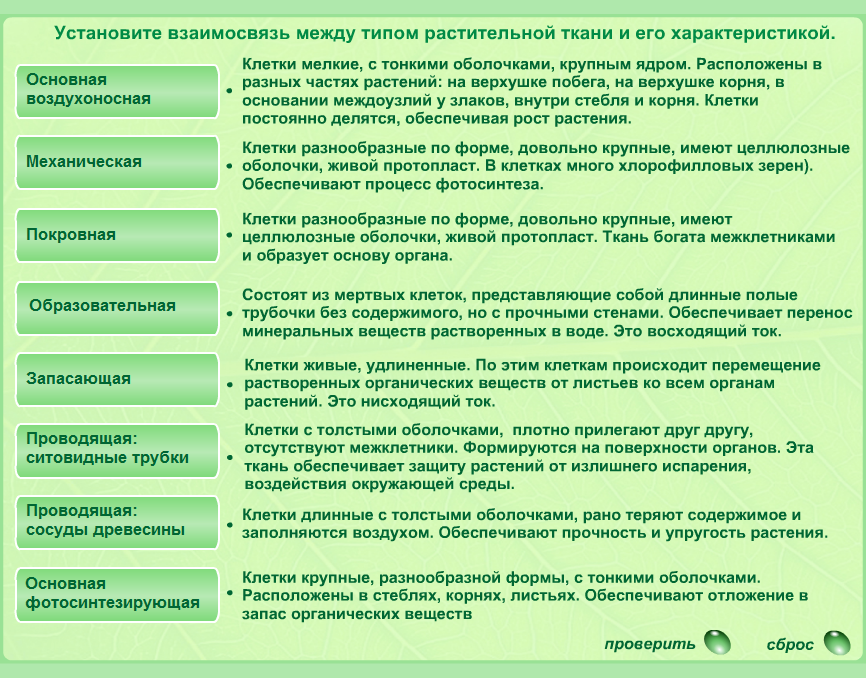 Установите взаимосвязь между типом растительной ткани и его характеристикой.
Основная
воздухоносная
• Клетки мелкие, с тонкими оболочками, крупным ядром. Расположены в
разных частях растений: на верхушке побега, на верхушке корня, в
основании междоузлий у злаков, внутри стебля и корня. Клетки
постоянно делятся, обеспечивая рост растения.
Механическая
• Клетки разнообразные по форме, довольно крупные, имеют целлюлозные
оболочки, живой протопласт. В клетках много хлорофилловых зерен).
Обеспечивают процесс фотосинтеза.
Покровная
• Клетки разнообразные по форме, довольно крупные, имеют
целлюлозные оболочки, живой протопласт. Ткань богата межклетниками
и образует основу органа.
Образовательная
• Состоят из мертвых клеток, представляющие собой длинные полые
трубочки без содержимого, но с прочными стенами. Обеспечивает перенос
минеральных веществ растворенных в воде. Это восходящий ток.
Запасающая
• Клетки живые, удлиненные. По этим клеткам происходит перемещение
растворенных органических веществ от листьев ко всем органам
растений. Это нисходящий ток.
Проводящая:
ситовидные трубки
• Клетки с толстыми оболочками, плотно прилегают друг другу,
отсутствуют межклетники. Формируются на поверхности органов. Эта
ткань обеспечивает защиту растений от излишнего испарения,
воздействия окружающей среды.
Проводящая:
сосуды древесины
• Клетки длинные с толстыми оболочками, рано теряют содержимое и
заполняются воздухом. Обеспечивают прочность и упругость растения.
Основная
фотосинтезирующая
• Клетки крупные, разнообразной формы, с тонкими оболочками.
Расположены в стеблях, корнях, листьях. Обеспечивают отложение в
запас органических веществ
проверить сброс